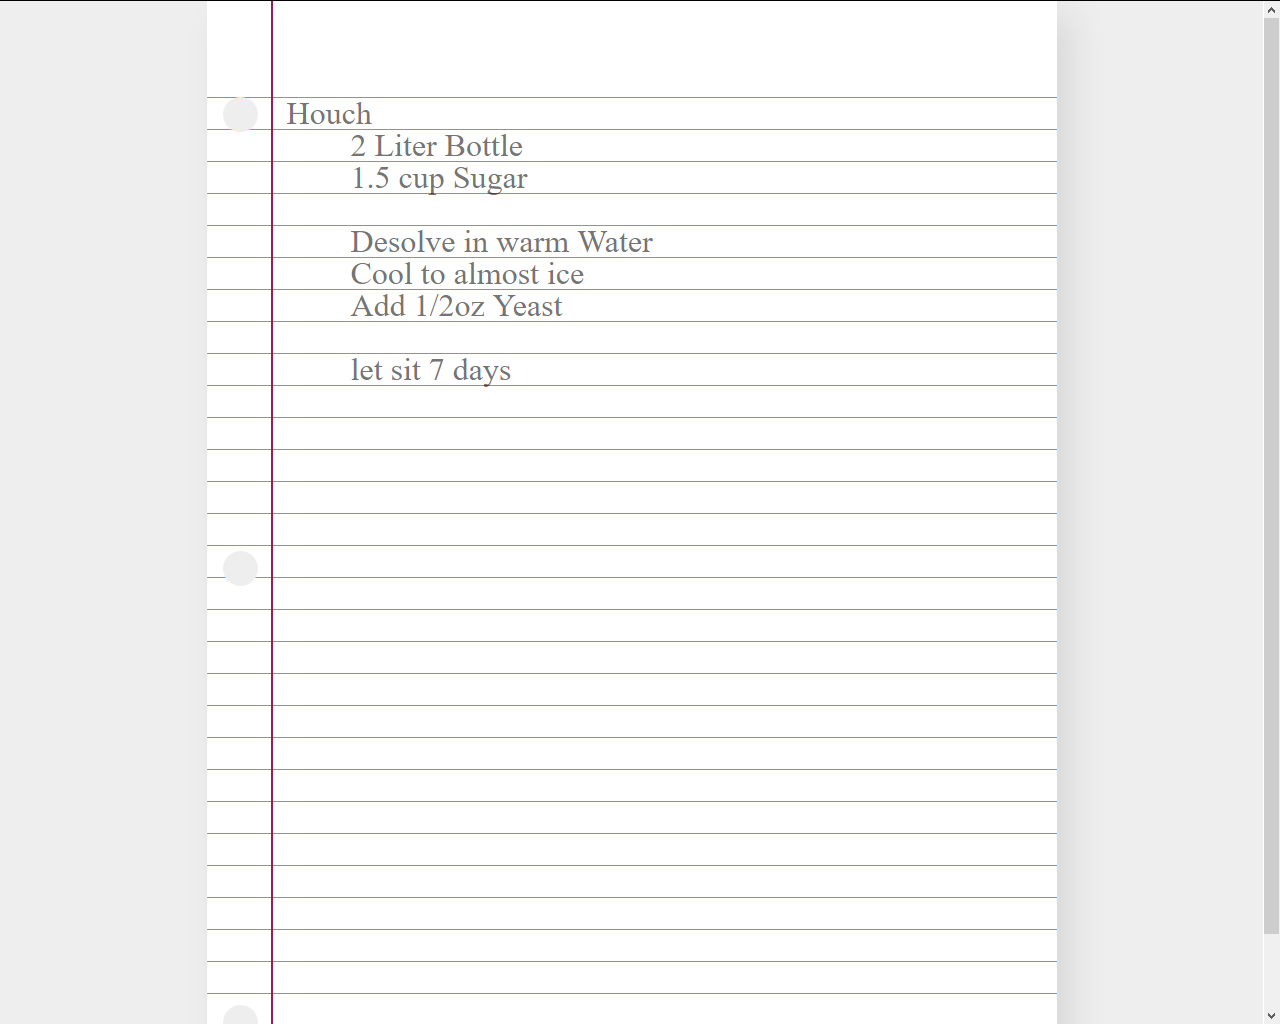 Houch
2 Liter Bottle
1.5 cup Sugar
Desolve in warm Water
Cool to almost ice
Add 1/2oz Yeast
let sit 7 days